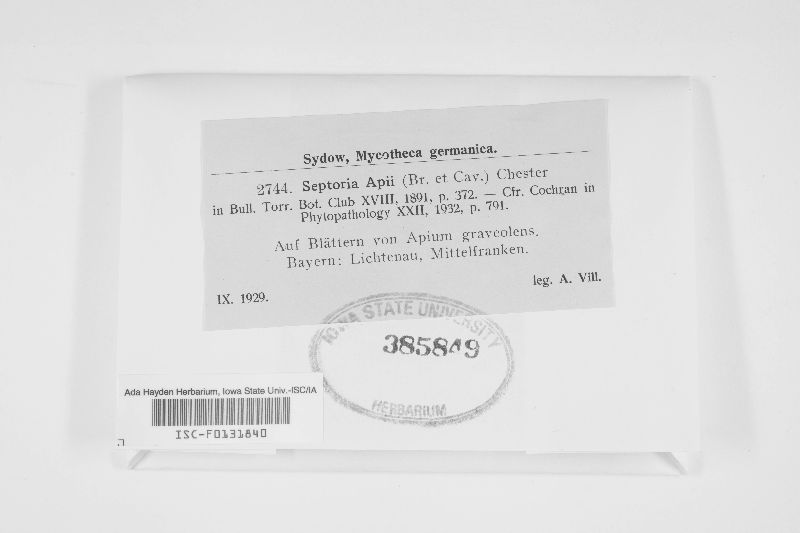 Sydow, Mycotheca germanica.
2744. Septoria Apii (Br. et Cav.) Chester
in Bull. Torr. Bot. Club XVIII, 1891, p. 372. — Cfr. Cochran in
Phytopathology XXII, 1932, p. 791.
Auf Blättern von Apium graveolens.
Bayern: Lichtenau, Mittelfranken.
IX. 1929.
leg. A. Vill.
IOWA STATE UNIVERSITY
385849
HERBARIUM
Ada Hayden Herbarium, Iowa State Univ.-ISC/IA
ISC-F0131840